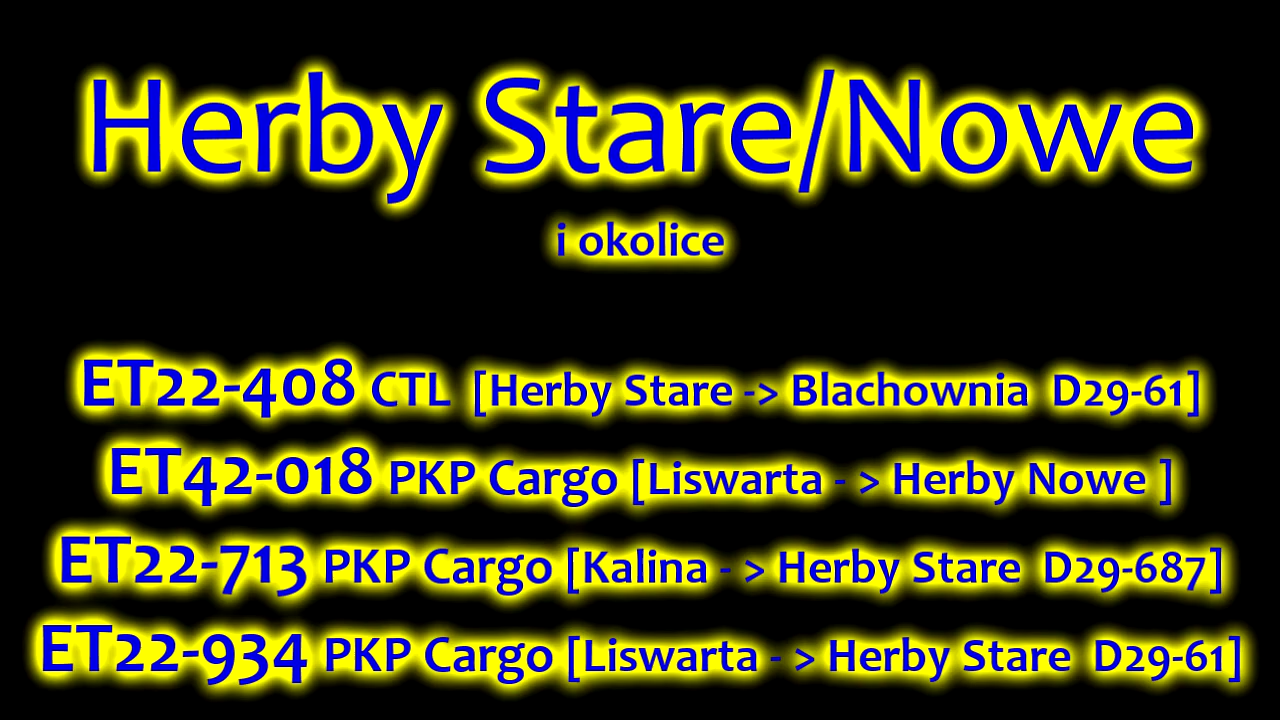 Herby Stare/Nowe
i okolice
ET22-408 CTL [Herby Stare -> Blachownia D29-61]
ET42-018 PKP Cargo [Liswarta - > Herby Nowe ]
ET22-713 PKP Cargo [Kalina - > Herby Stare D29-687]
ET22-934 PKP Cargo [Liswarta - > Herby Stare D29-61]